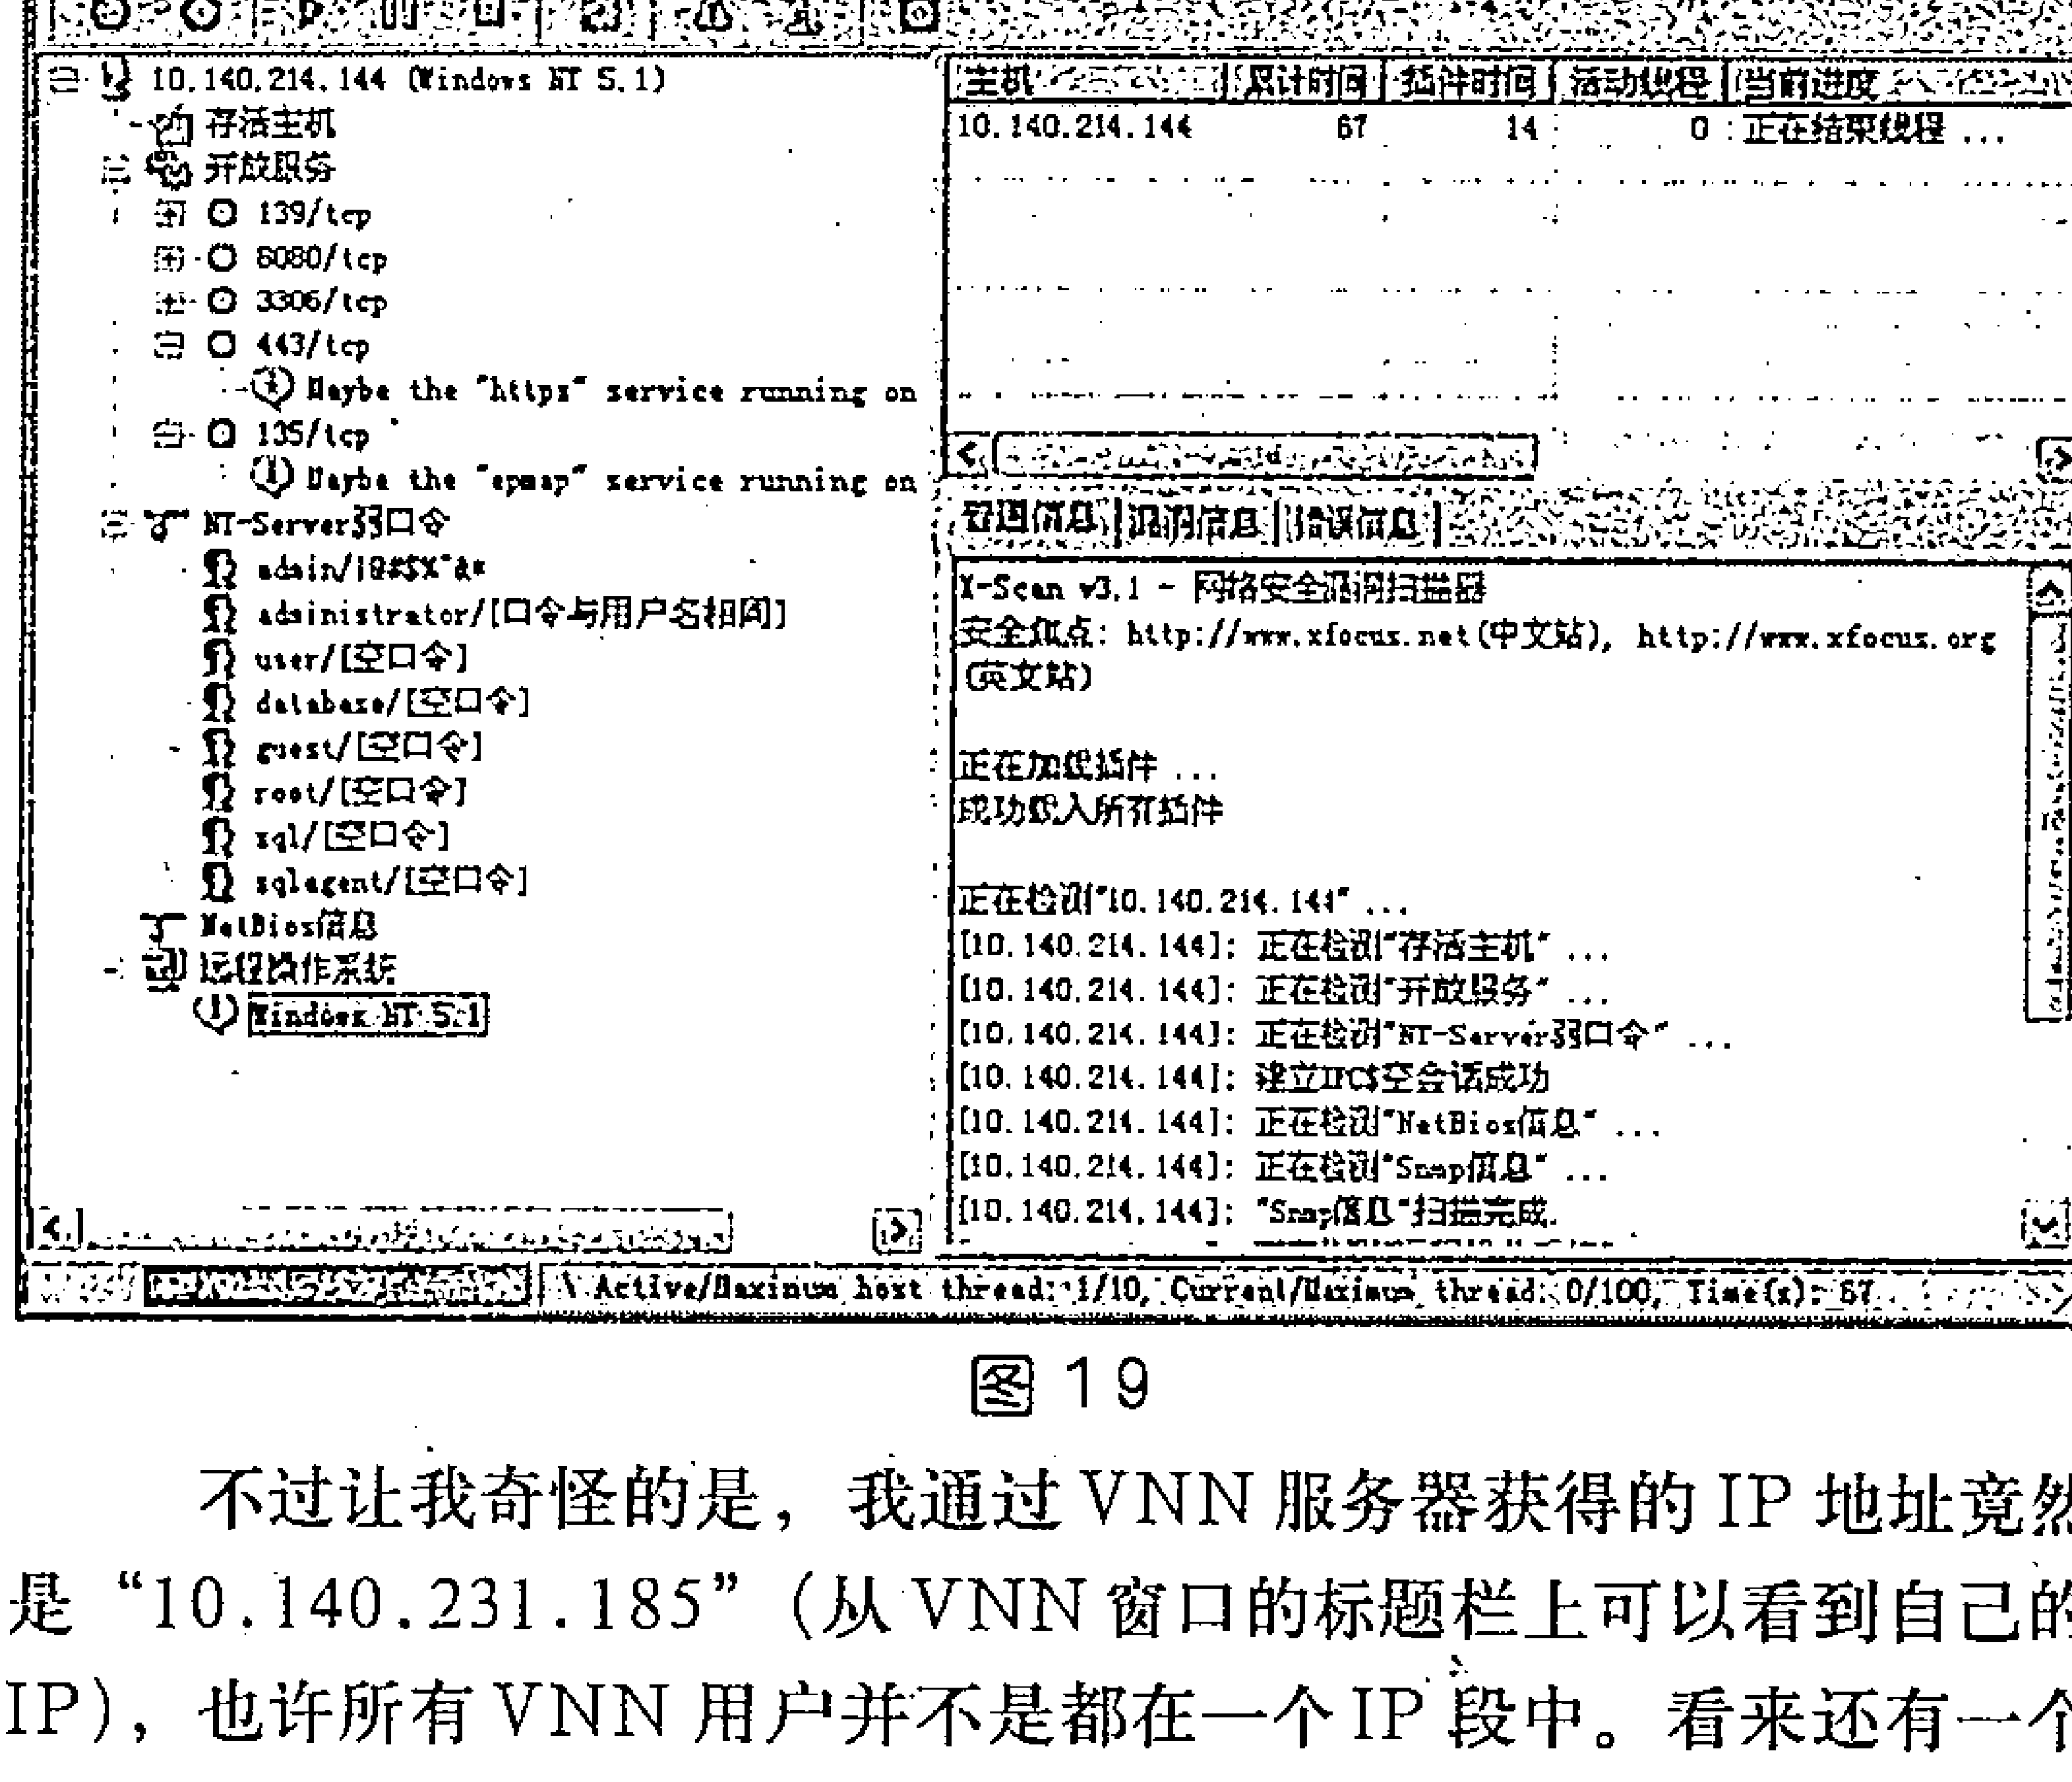 10.140.214.144 (Windows NT 5.1)
存活主机
开放服务
139/tcp
8080/tcp
3306/tcp
443/tcp
Maybe the "https" service running on
135/tcp
Maybe the "epmap" service running on
NT-Server弱口令
admin/!@#$%^&*
administrator/[口令与用户名相同]
user/[空口令]
database/[空口令]
guest/[空口令]
root/[空口令]
sql/[空口令]
sqlagent/[空口令]
NetBios信息
远程操作系统
Windows NT 5.1
主机 累计时间 插件时间 活动线程 当前进度
10.140.214.144 67 14 0 正在结束线程 ...
普通信息 漏洞信息 错误信息
X-Scan v3.1 - 网络安全漏洞扫描器
安全焦点: http://www.xfocus.net(中文站), http://www.xfocus.org
(英文站)
正在加载插件 ...
成功载入所有插件
正在检测"10.140.214.144" ...
[10.140.214.144]: 正在检测"存活主机" ...
[10.140.214.144]: 正在检测"开放服务" ...
[10.140.214.144]: 正在检测"NT-Server弱口令" ...
[10.140.214.144]: 建立IPC$空会话成功
[10.140.214.144]: 正在检测"NetBios信息" ...
[10.140.214.144]: 正在检测"Snmp信息" ...
[10.140.214.144]: "Snmp信息"扫描完成.
Active/Maximum host thread: 1/10, Current/Maximum thread: 0/100, Time(s): 67
图 19
不过让我奇怪的是，我通过 VNN 服务器获得的 IP 地址竟然
是“10.140.231.185”（从 VNN 窗口的标题栏上可以看到自己的
IP），也许所有 VNN 用户并不是都在一个 IP 段中。看来还有一个